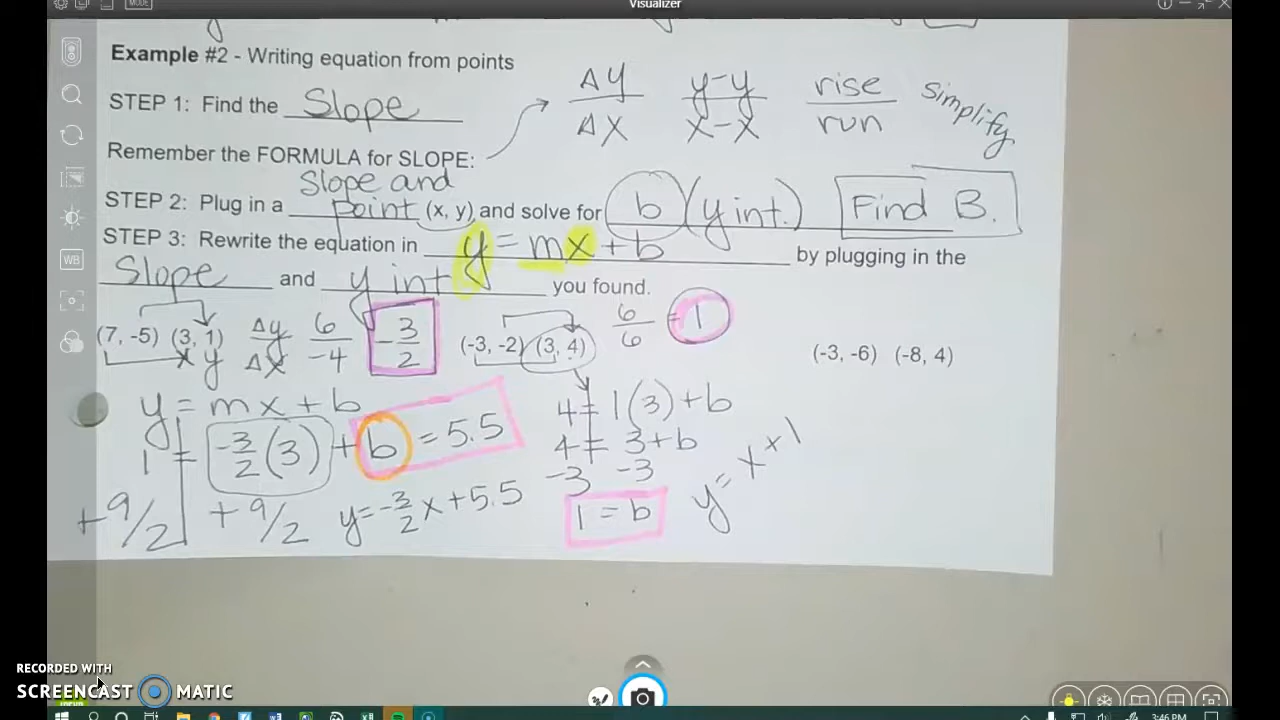 Visualizer
MODE
Example #2 - Writing equation from points
STEP 1: Find the Slope
ΔY/ΔX y-y/x-x rise/run simplify
Remember the FORMULA for SLOPE:
Slope and
STEP 2: Plug in a point (x, y) and solve for b (y int.) Find B.
STEP 3: Rewrite the equation in y = mx + b by plugging in the
Slope and y int you found.
(7, -5) (3, 1) Δy/Δx 6/-4 -3/2
x y
y = mx + b
1 = -3/2 (3) + b = 5.5
+9/2 +9/2 y=-3/2x+5.5
(-3, -2) (3, 4) 6/6 = 1
4 = 1(3) + b
4 = 3 + b
-3 -3
1 = b
y = x + 1
(-3, -6) (-8, 4)
WB
RECORDED WITH
SCREENCAST MATIC
3:46 PM